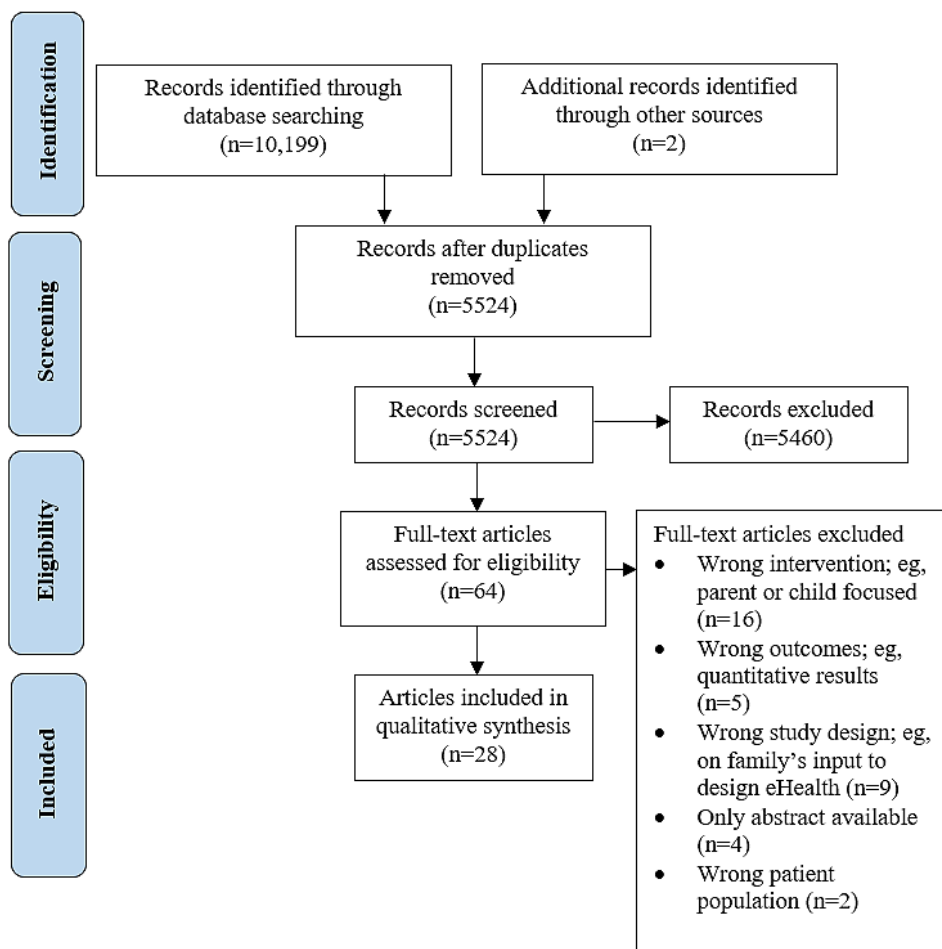 Identification
Records identified through
database searching
(n=10,199)
Additional records identified
through other sources
(n=2)
Screening
Records after duplicates
removed
(n=5524)
Records screened
(n=5524)
Records excluded
(n=5460)
Eligibility
Full-text articles
assessed for eligibility
(n=64)
Full-text articles excluded
• Wrong intervention; eg,
parent or child focused
(n=16)
• Wrong outcomes; eg,
quantitative results
(n=5)
• Wrong study design; eg,
on family's input to
design eHealth (n=9)
• Only abstract available
(n=4)
• Wrong patient
population (n=2)
Included
Articles included in
qualitative synthesis
(n=28)